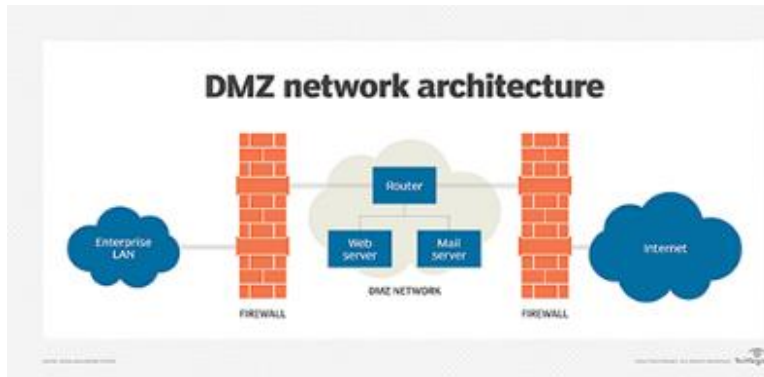 DMZ network architecture
Router
Enterprise
LAN
Web
server
Mail
server
Internet
DMZ NETWORK
FIREWALL
FIREWALL